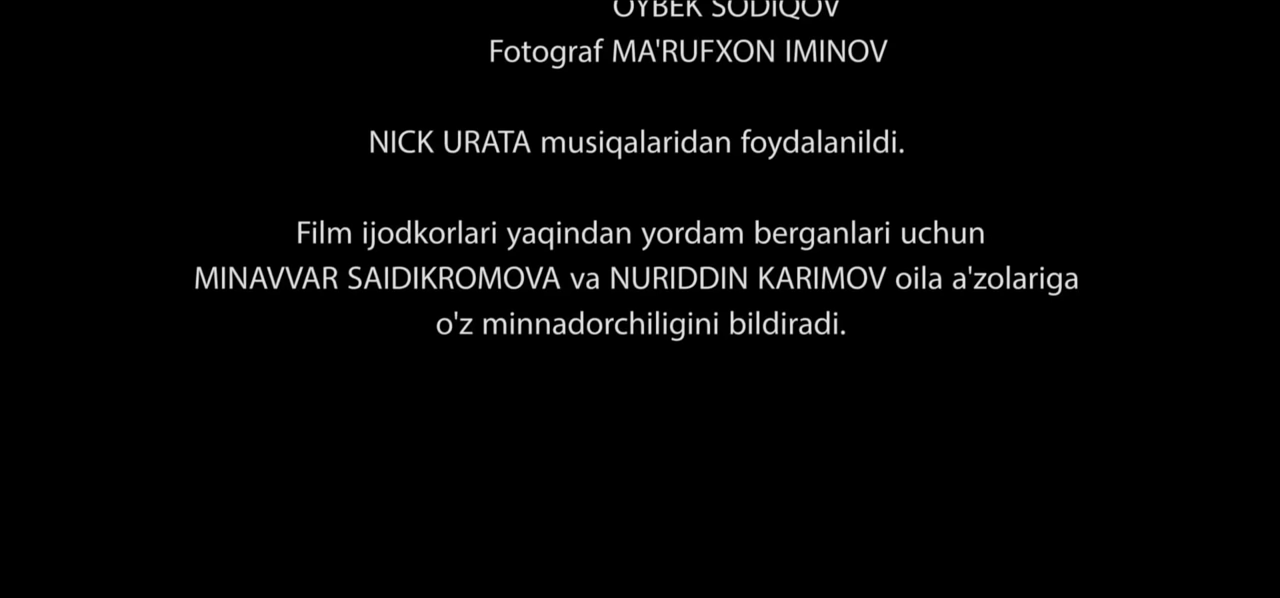 OYBEK SODIQOV
Fotograf MA'RUFXON IMINOV
NICK URATA musiqalaridan foydalanildi.
Film ijodkorlari yaqindan yordam berganlari uchun
MINAVVAR SAIDIKROMOVA va NURIDDIN KARIMOV oila a'zolariga
o'z minnadorchiligini bildiradi.